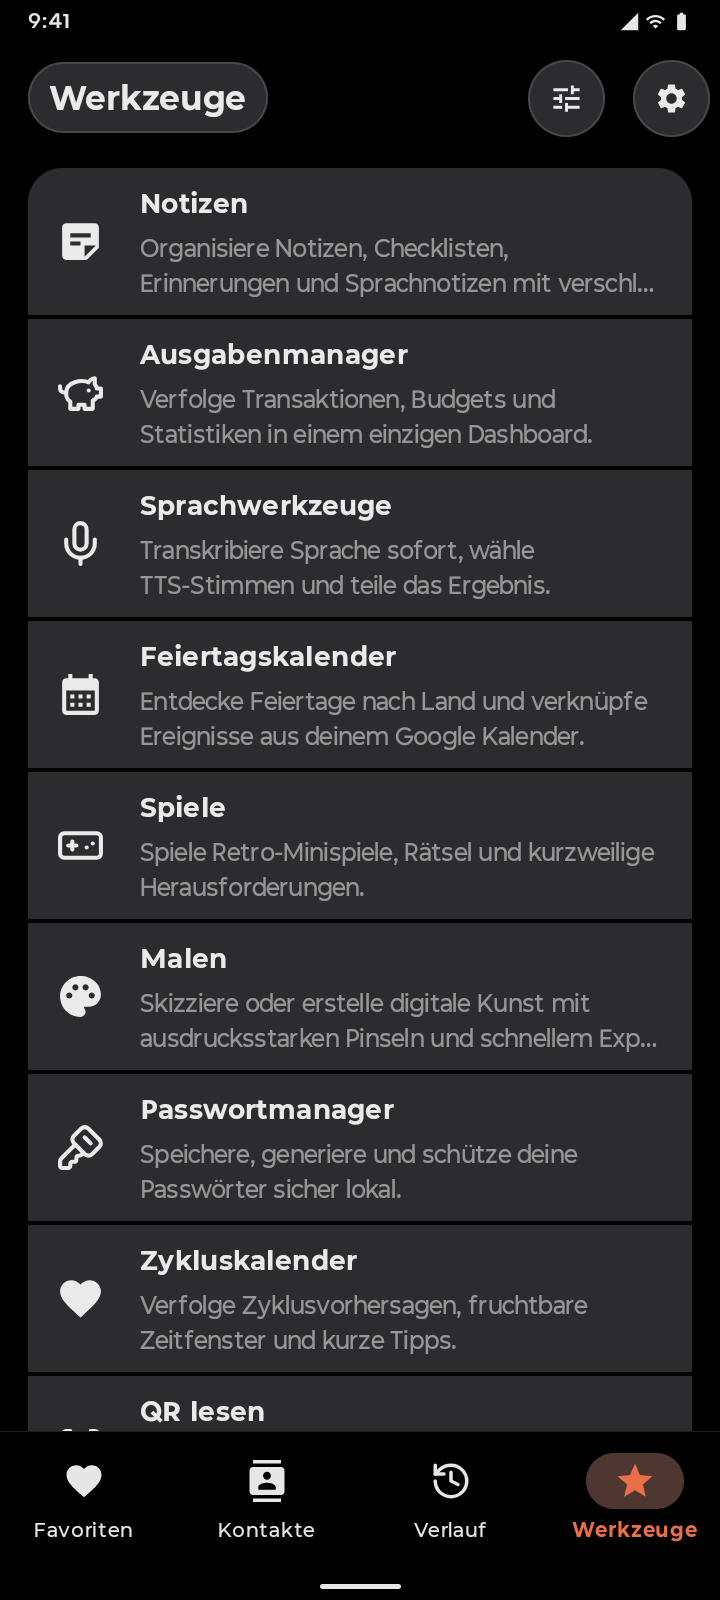 9:41
Werkzeuge
Notizen
Organisiere Notizen, Checklisten,
Erinnerungen und Sprachnotizen mit verschl...
Ausgabenmanager
Verfolge Transaktionen, Budgets und
Statistiken in einem einzigen Dashboard.
Sprachwerkzeuge
Transkribiere Sprache sofort, wähle
TTS-Stimmen und teile das Ergebnis.
Feiertagskalender
Entdecke Feiertage nach Land und verknüpfe
Ereignisse aus deinem Google Kalender.
Spiele
Spiele Retro-Minispiele, Rätsel und kurzweilige
Herausforderungen.
Malen
Skizziere oder erstelle digitale Kunst mit
ausdrucksstarken Pinseln und schnellem Exp...
Passwortmanager
Speichere, generiere und schütze deine
Passwörter sicher lokal.
Zykluskalender
Verfolge Zyklusvorhersagen, fruchtbare
Zeitfenster und kurze Tipps.
QR lesen
Favoriten
Kontakte
Verlauf
Werkzeuge